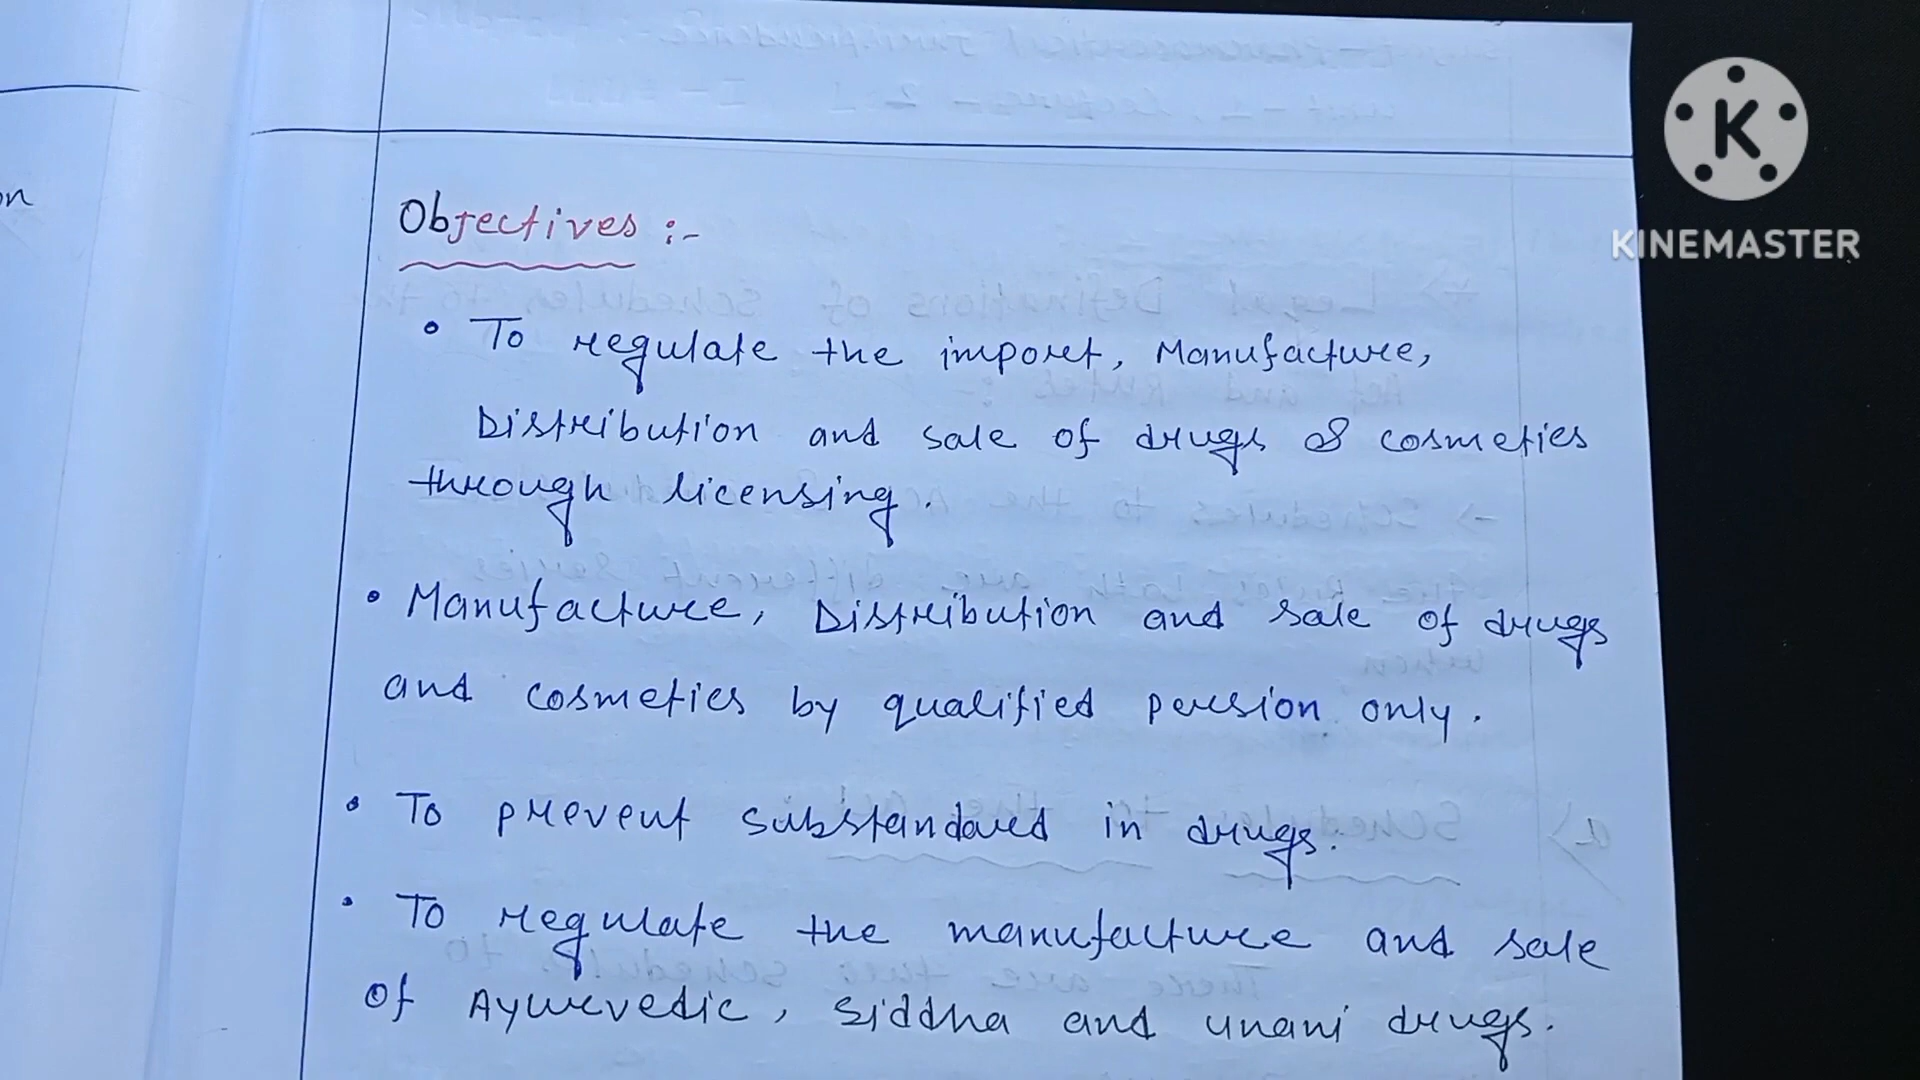 on
Objectives :-
• To regulate the import, Manufacture,
Distribution and sale of drugs & cosmetics
through licensing.
• Manufacture, Distribution and sale of drugs
and cosmetics by qualified persion only.
• To prevent substandard in drugs.
• To regulate the manufacture and sale
of Ayurvedic, Siddha and Unani drugs.
K
KINEMASTER